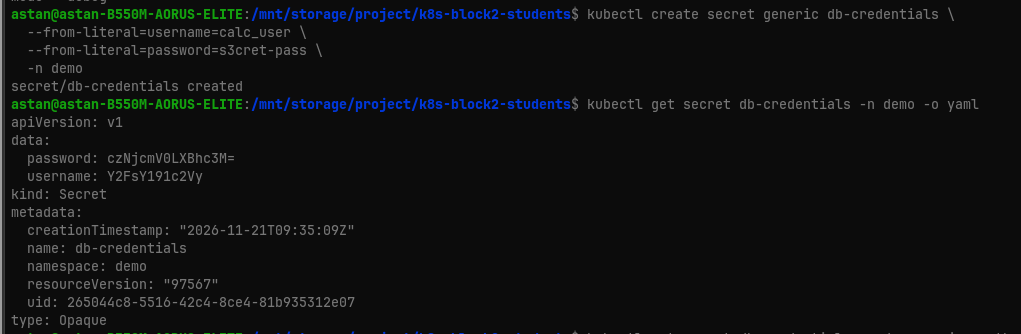 astan@astan-B550M-AORUS-ELITE:/mnt/storage/project/k8s-block2-students$ kubectl create secret generic db-credentials \
  --from-literal=username=calc_user \
  --from-literal=password=s3cret-pass \
  -n demo
secret/db-credentials created
astan@astan-B550M-AORUS-ELITE:/mnt/storage/project/k8s-block2-students$ kubectl get secret db-credentials -n demo -o yaml
apiVersion: v1
data:
  password: czNjcmV0LXBhc3M=
  username: Y2FsY191c2Vy
kind: Secret
metadata:
  creationTimestamp: "2026-11-21T09:35:09Z"
  name: db-credentials
  namespace: demo
  resourceVersion: "97567"
  uid: 265044c8-5516-42c4-8ce4-81b935312e07
type: Opaque